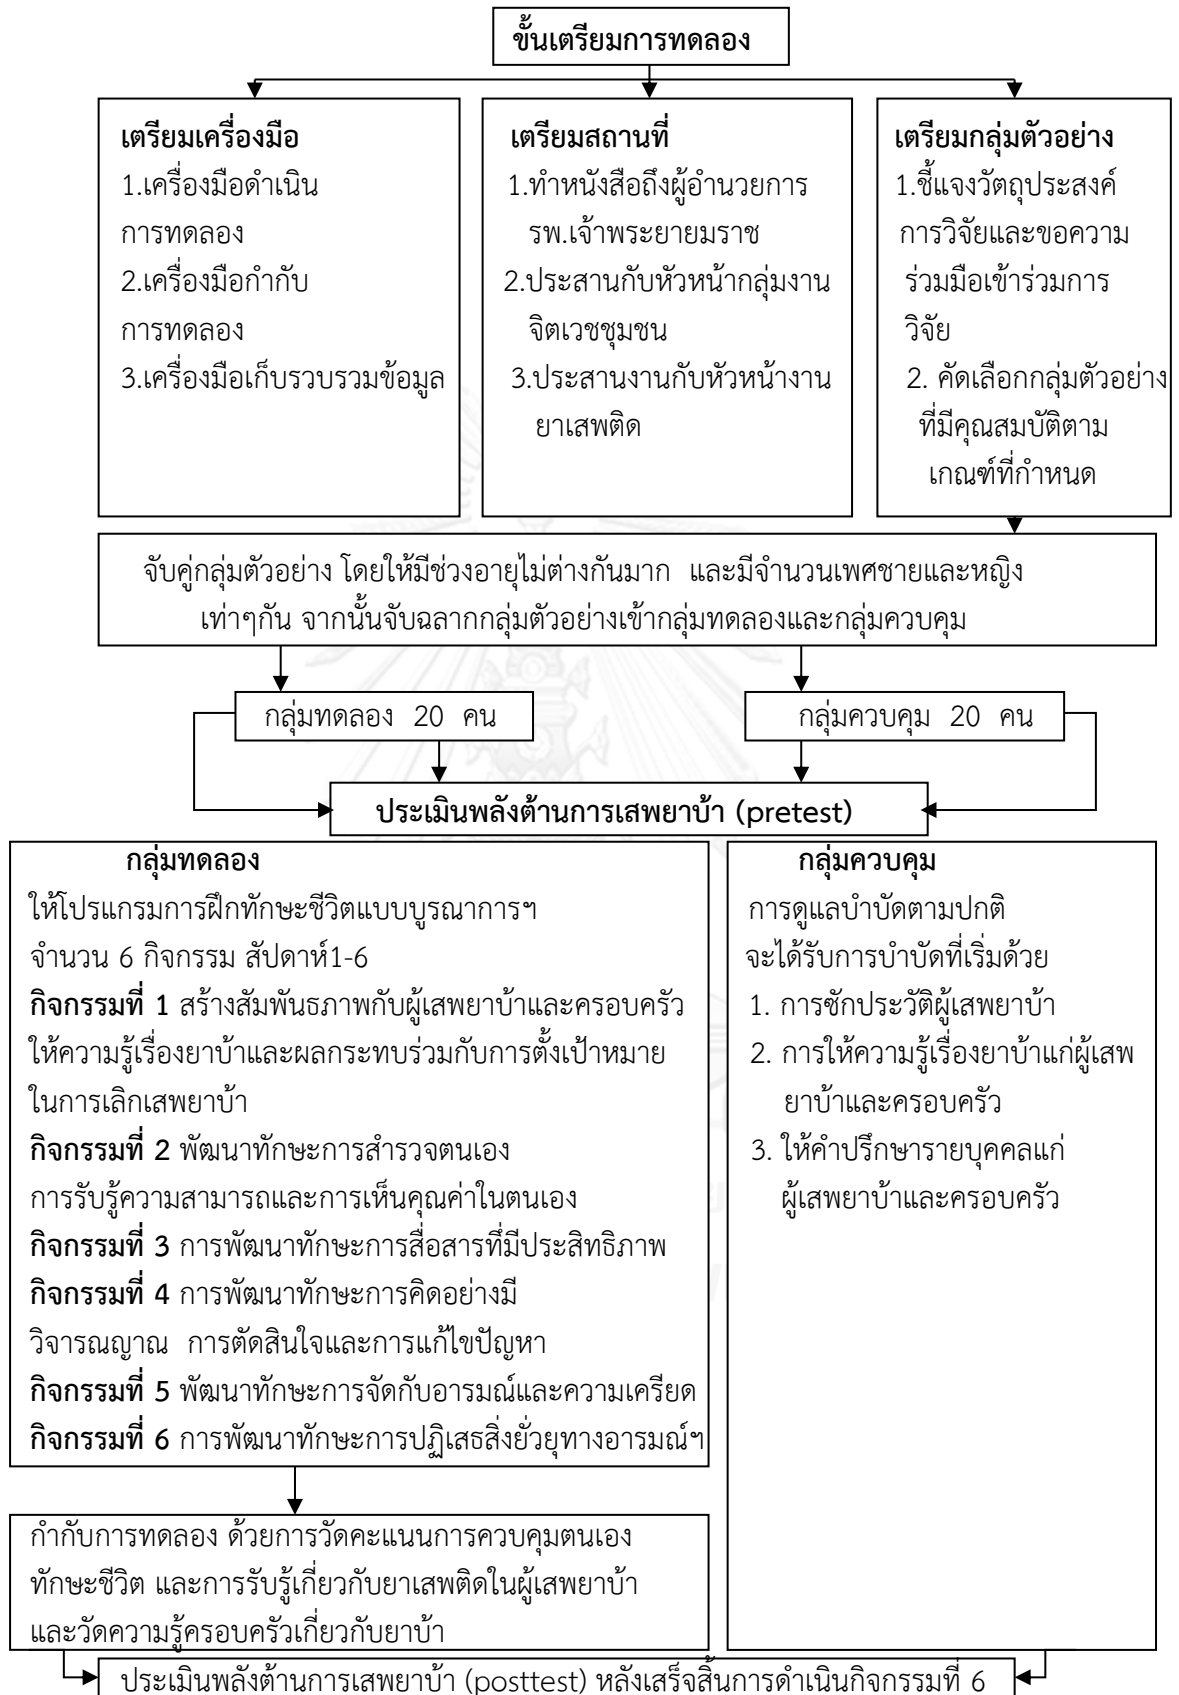 ขั้นเตรียมการทดลอง
เตรียมเครื่องมือ
1.เครื่องมือดำเนิน
การทดลอง
2.เครื่องมือกำกับ
การทดลอง
3.เครื่องมือเก็บรวบรวมข้อมูล
เตรียมสถานที่
1.ทำหนังสือถึงผู้อำนวยการ
รพ.เจ้าพระยายมราช
2.ประสานกับหัวหน้ากลุ่มงาน
จิตเวชชุมชน
3.ประสานงานกับหัวหน้างาน
ยาเสพติด
เตรียมกลุ่มตัวอย่าง
1.ชี้แจงวัตถุประสงค์
การวิจัยและขอความ
ร่วมมือเข้าร่วมการ
วิจัย
2. คัดเลือกกลุ่มตัวอย่าง
ที่มีคุณสมบัติตาม
เกณฑ์ที่กำหนด
จับคู่กลุ่มตัวอย่าง โดยให้มีช่วงอายุไม่ต่างกันมาก และมีจำนวนเพศชายและหญิง
เท่าๆกัน จากนั้นจับฉลากกลุ่มตัวอย่างเข้ากลุ่มทดลองและกลุ่มควบคุม
กลุ่มทดลอง 20 คน
กลุ่มควบคุม 20 คน
ประเมินพลังต้านการเสพยาบ้า (pretest)
กลุ่มทดลอง
ให้โปรแกรมการฝึกทักษะชีวิตแบบบูรณาการฯ
จำนวน 6 กิจกรรม สัปดาห์1-6
กิจกรรมที่ 1 สร้างสัมพันธภาพกับผู้เสพยาบ้าและครอบครัว
ให้ความรู้เรื่องยาบ้าและผลกระทบร่วมกับการตั้งเป้าหมาย
ในการเลิกเสพยาบ้า
กิจกรรมที่ 2 พัฒนาทักษะการสำรวจตนเอง
การรับรู้ความสามารถและการเห็นคุณค่าในตนเอง
กิจกรรมที่ 3 การพัฒนาทักษะการสื่อสารที่มีประสิทธิภาพ
กิจกรรมที่ 4 การพัฒนาทักษะการคิดอย่างมี
วิจารณญาณ การตัดสินใจและการแก้ไขปัญหา
กิจกรรมที่ 5 พัฒนาทักษะการจัดกับอารมณ์และความเครียด
กิจกรรมที่ 6 การพัฒนาทักษะการปฏิเสธสิ่งยั่วยุทางอารมณ์ฯ
กลุ่มควบคุม
การดูแลบำบัดตามปกติ
จะได้รับการบำบัดที่เริ่มด้วย
1. การซักประวัติผู้เสพยาบ้า
2. การให้ความรู้เรื่องยาบ้าแก่ผู้เสพ
ยาบ้าและครอบครัว
3. ให้คำปรึกษารายบุคคลแก่
ผู้เสพยาบ้าและครอบครัว
กำกับการทดลอง ด้วยการวัดคะแนนการควบคุมตนเอง
ทักษะชีวิต และการรับรู้เกี่ยวกับยาเสพติดในผู้เสพยาบ้า
และวัดความรู้ครอบครัวเกี่ยวกับยาบ้า
ประเมินพลังต้านการเสพยาบ้า (posttest) หลังเสร็จสิ้นการดำเนินกิจกรรมที่ 6